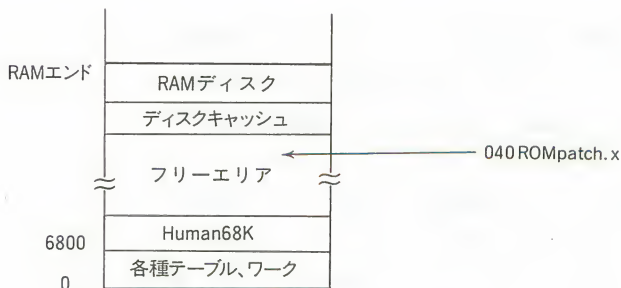 RAMエンド
RAMディスク
ディスクキャッシュ
040ROMpatch.x
フリーエリア
Human68K
6800
各種テーブル、ワーク
0